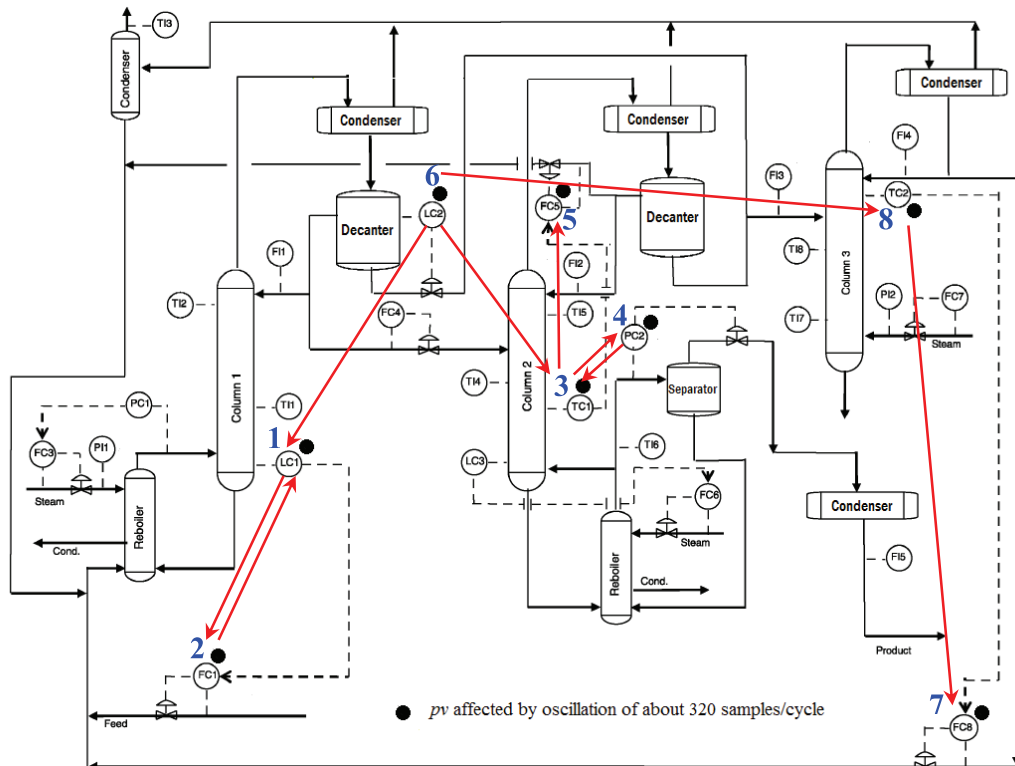 TI3
Condenser
Condenser
Condenser
Condenser
FI4
TC2
8
FI3
6
LC2
FC5
5
Decanter
Decanter
FI1
FI2
TI8
Column 3
TI2
FC4
TI5
4
PC2
PI2
FC7
TI7
Steam
Column 1
Column 2
TI4
3
Separator
TC1
PC1
TI1
1
LC1
FC3
PI1
LC3
TI6
FC6
Steam
Steam
Condenser
Cond.
Reboiler
Reboiler
Cond.
FI5
2
FC1
Product
7
FC8
Feed
pv affected by oscillation of about 320 samples/cycle